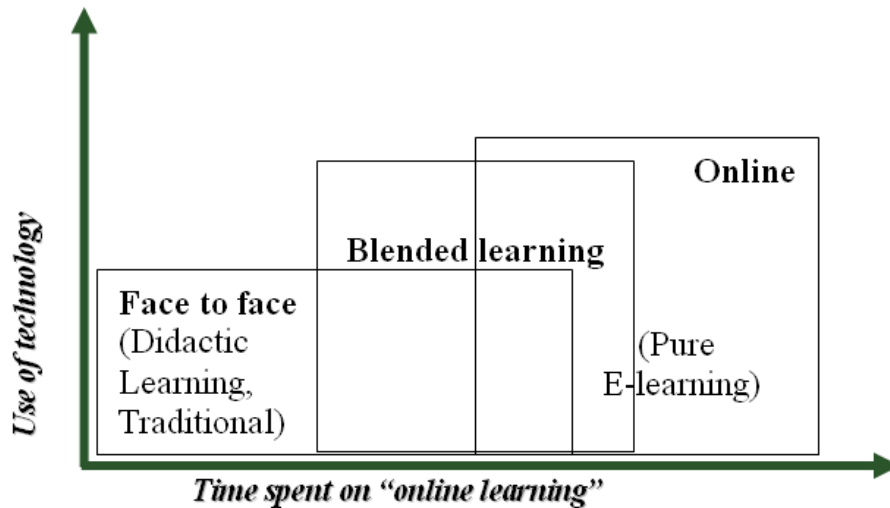 Use of technology
Online
Blended learning
Face to face
(Didactic
Learning,
Traditional)
(Pure
E-learning)
Time spent on “online learning”